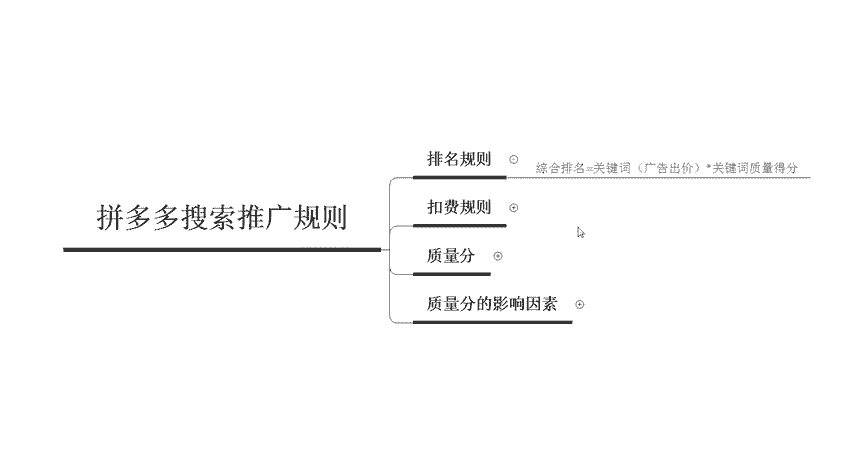 排名规则
综合排名=关键词（广告出价）*关键词质量得分
拼多多搜索推广规则
扣费规则
质量分
质量分的影响因素